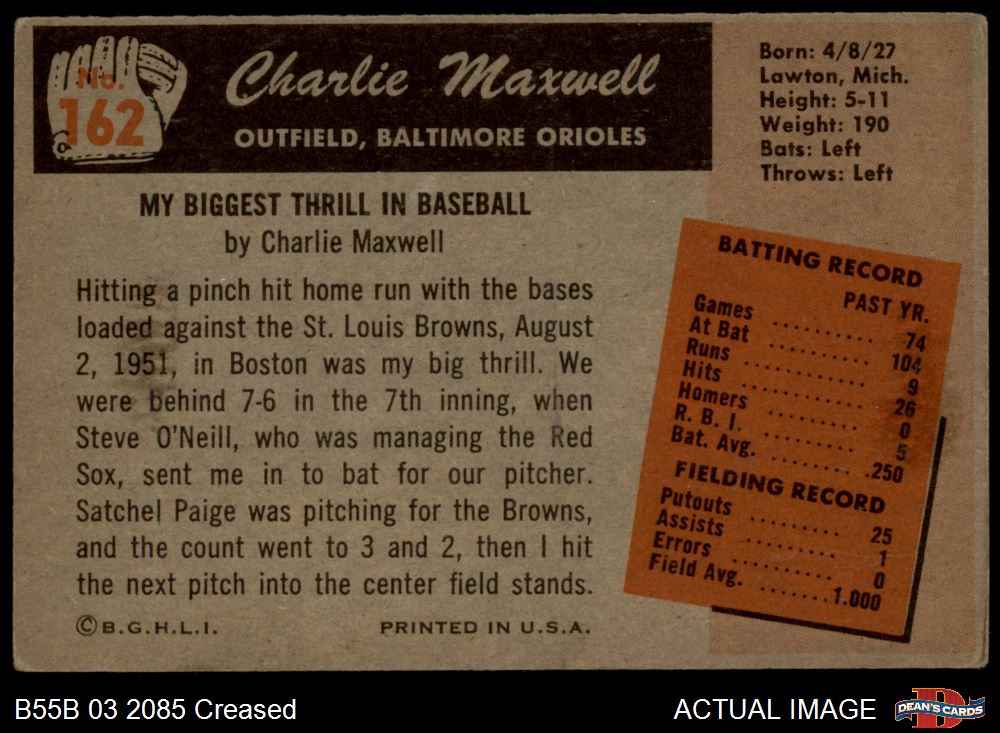 No.
162
Charlie Maxwell
OUTFIELD, BALTIMORE ORIOLES
Born: 4/8/27
Lawton, Mich.
Height: 5-11
Weight: 190
Bats: Left
Throws: Left
MY BIGGEST THRILL IN BASEBALL
by Charlie Maxwell
Hitting a pinch hit home run with the bases
loaded against the St. Louis Browns, August
2, 1951, in Boston was my big thrill. We
were behind 7-6 in the 7th inning, when
Steve O'Neill, who was managing the Red
Sox, sent me in to bat for our pitcher.
Satchel Paige was pitching for the Browns,
and the count went to 3 and 2, then I hit
the next pitch into the center field stands.
©B.G.H.L.I. PRINTED IN U.S.A.
BATTING RECORD
PAST YR.
Games ........ 74
At Bat ........ 104
Runs ........ 9
Hits ........ 26
Homers ........ 0
R. B. I. ........ 5
Bat. Avg. ........ .250
FIELDING RECORD
Putouts ........ 25
Assists ........ 1
Errors ........ 0
Field Avg. ........ 1.000
B55B 03 2085 Creased
ACTUAL IMAGE
DEAN'S CARDS